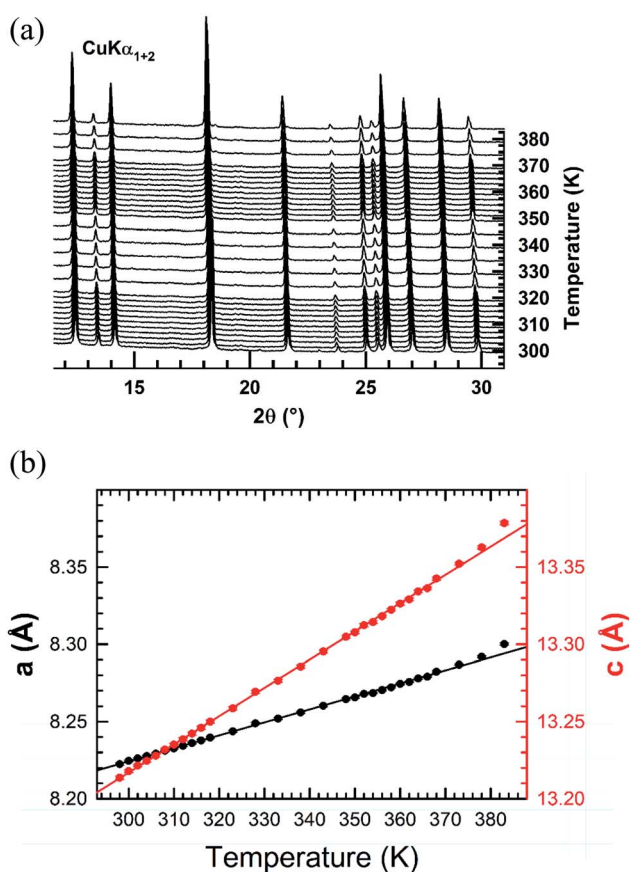 (a)
CuKα1+2
380
370
360
350
340
330
320
310
300
Temperature (K)
15 20 25 30
2θ (°)
(b)
8.35
8.30
8.25
8.20
a (Å)
13.35
13.30
13.25
13.20
c (Å)
300 310 320 330 340 350 360 370 380
Temperature (K)